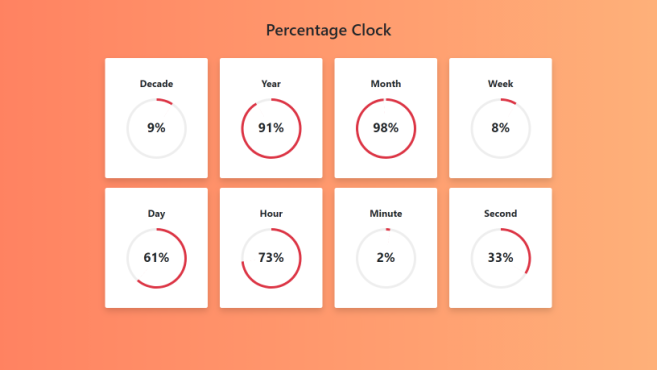 Percentage Clock
Decade
9%
Year
91%
Month
98%
Week
8%
Day
61%
Hour
73%
Minute
2%
Second
33%